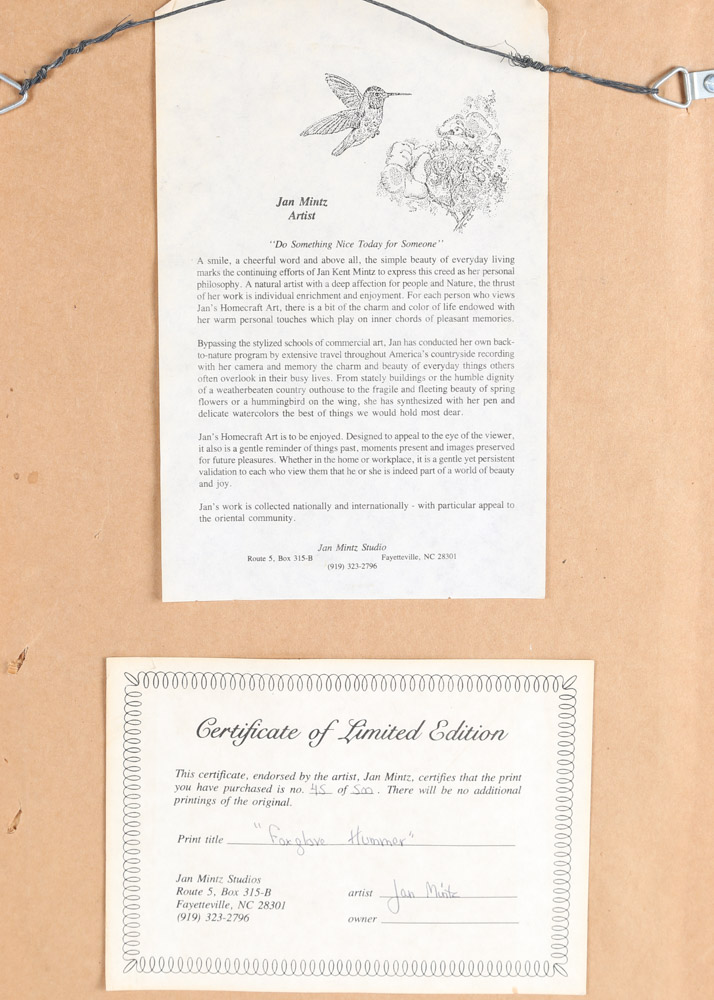 Jan Mintz
Artist
"Do Something Nice Today for Someone"
A smile, a cheerful word and above all, the simple beauty of everyday living
marks the continuing efforts of Jan Kent Mintz to express this creed as her personal
philosophy. A natural artist with a deep affection for people and Nature, the thrust
of her work is individual enrichment and enjoyment. For each person who views
Jan's Homecraft Art, there is a bit of the charm and color of life endowed with
her warm personal touches which play on inner chords of pleasant memories.
Bypassing the stylized schools of commercial art, Jan has conducted her own back-
to-nature program by extensive travel throughout America's countryside recording
with her camera and memory the charm and beauty of everyday things others
often overlook in their busy lives. From stately buildings or the humble dignity
of a weatherbeaten country outhouse to the fragile and fleeting beauty of spring
flowers or a hummingbird on the wing, she has synthesized with her pen and
delicate watercolors the best of things we would hold most dear.
Jan's Homecraft Art is to be enjoyed. Designed to appeal to the eye of the viewer,
it also is a gentle reminder of things past, moments present and images preserved
for future pleasures. Whether in the home or workplace, it is a gentle yet persistent
validation to each who view them that he or she is indeed part of a world of beauty
and joy.
Jan's work is collected nationally and internationally - with particular appeal to
the oriental community.
Jan Mintz Studio
Route 5, Box 315-B Fayetteville, NC 28301
(919) 323-2796
Certificate of Limited Edition
This certificate, endorsed by the artist, Jan Mintz, certifies that the print
you have purchased is no. 45 of 500. There will be no additional
printings of the original.
Print title "Foxglove Hummer"
Jan Mintz Studios
Route 5, Box 315-B
Fayetteville, NC 28301
(919) 323-2796
artist Jan Mintz
owner